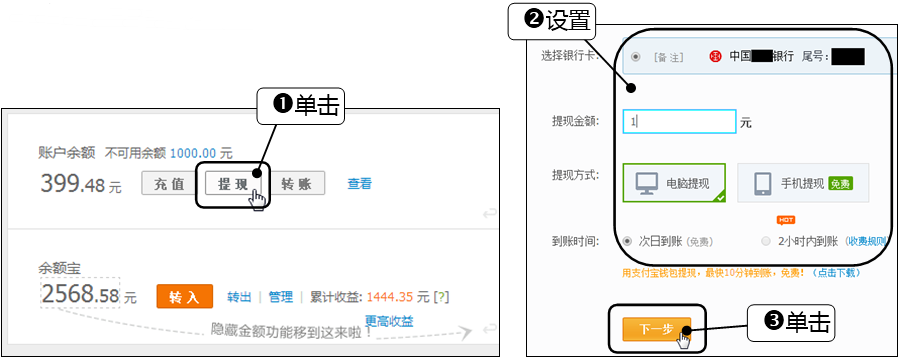 ❶单击
账户余额 不可用余额 1000.00 元
399.48 元 充值 提现 转账 查看
余额宝
2568.58 元 转入 转出 | 管理 | 累计收益: 1444.35 元 [?]
更高收益
隐藏金额功能移到这来啦！
❷设置
选择银行卡: [备注] 中国 银行 尾号:
提现金额: 1 元
提现方式: 电脑提现 手机提现 免费
HOT
到账时间: 次日到账 (免费) 2小时内到账 (收费规则
用支付宝钱包提现，最快10分钟到账，免费! (点击下载)
下一步
❸单击